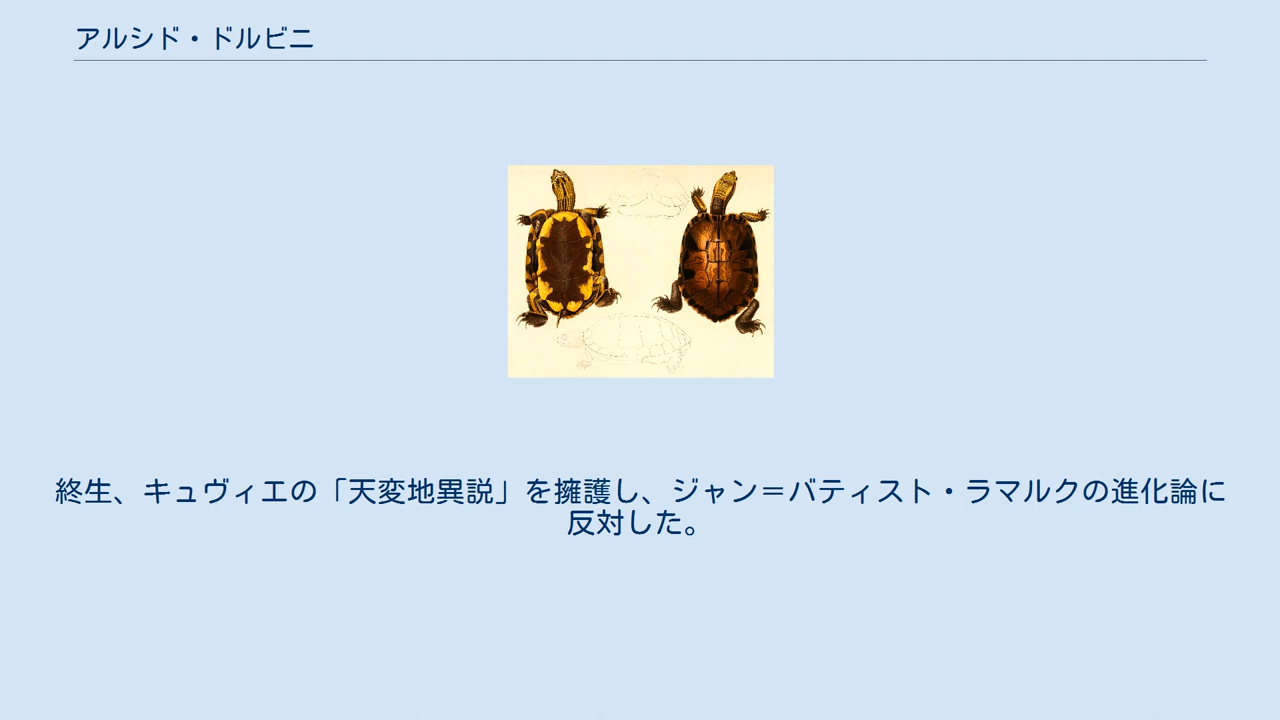 アルシド・ドルビニ
終生、キュヴィエの「天変地異説」を擁護し、ジャン＝バティスト・ラマルクの進化論に
反対した。